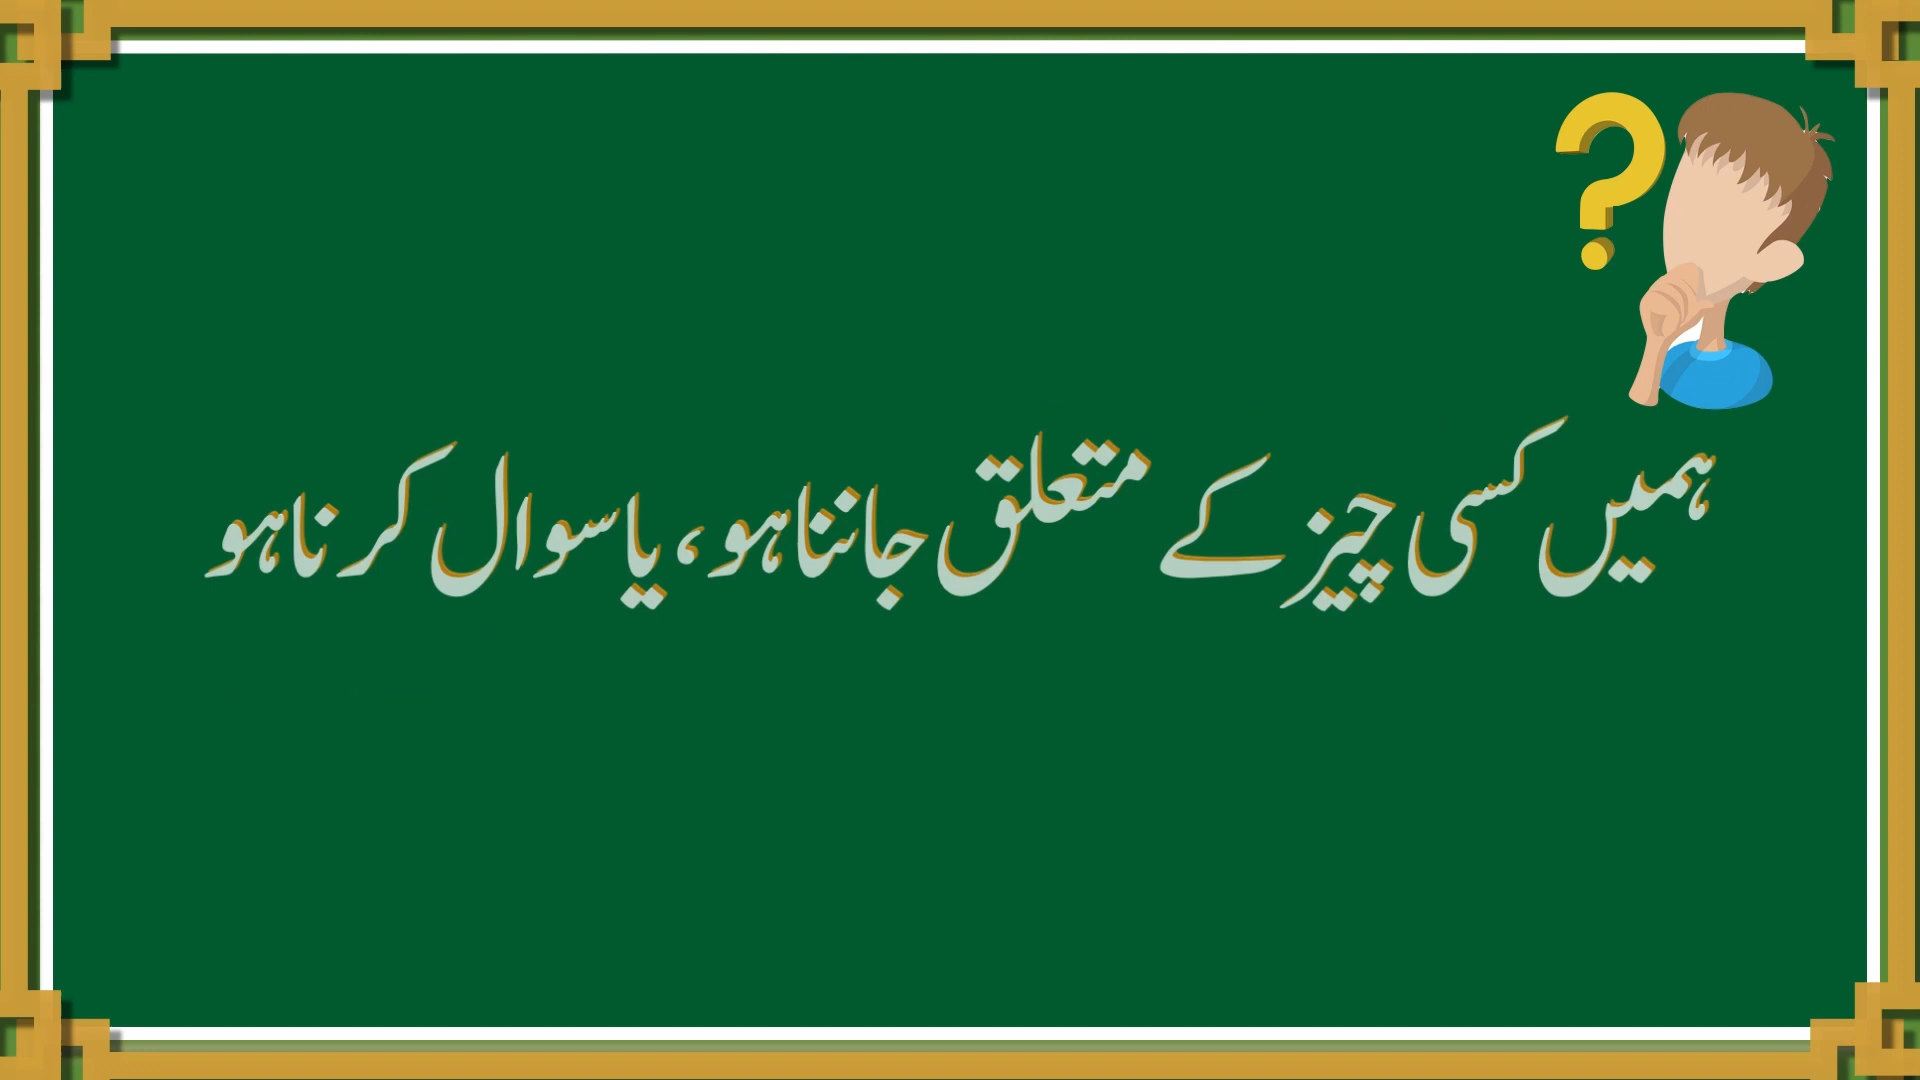 ہمیں کسی چیز کے متعلق جاننا ہو، یا سوال کرنا ہو